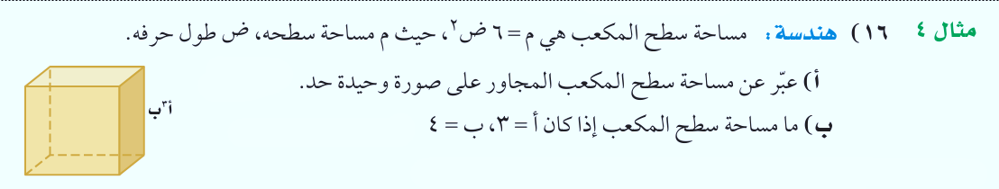 مثال ٤ ١٦) هندسة: مساحة سطح المكعب هي م = ٦ ض٢، حيث م مساحة سطحه، ض طول حرفه.
أ) عبّر عن مساحة سطح المكعب المجاور على صورة وحيدة حد.
أ٣ب
ب) ما مساحة سطح المكعب إذا كان أ = ٣، ب = ٤